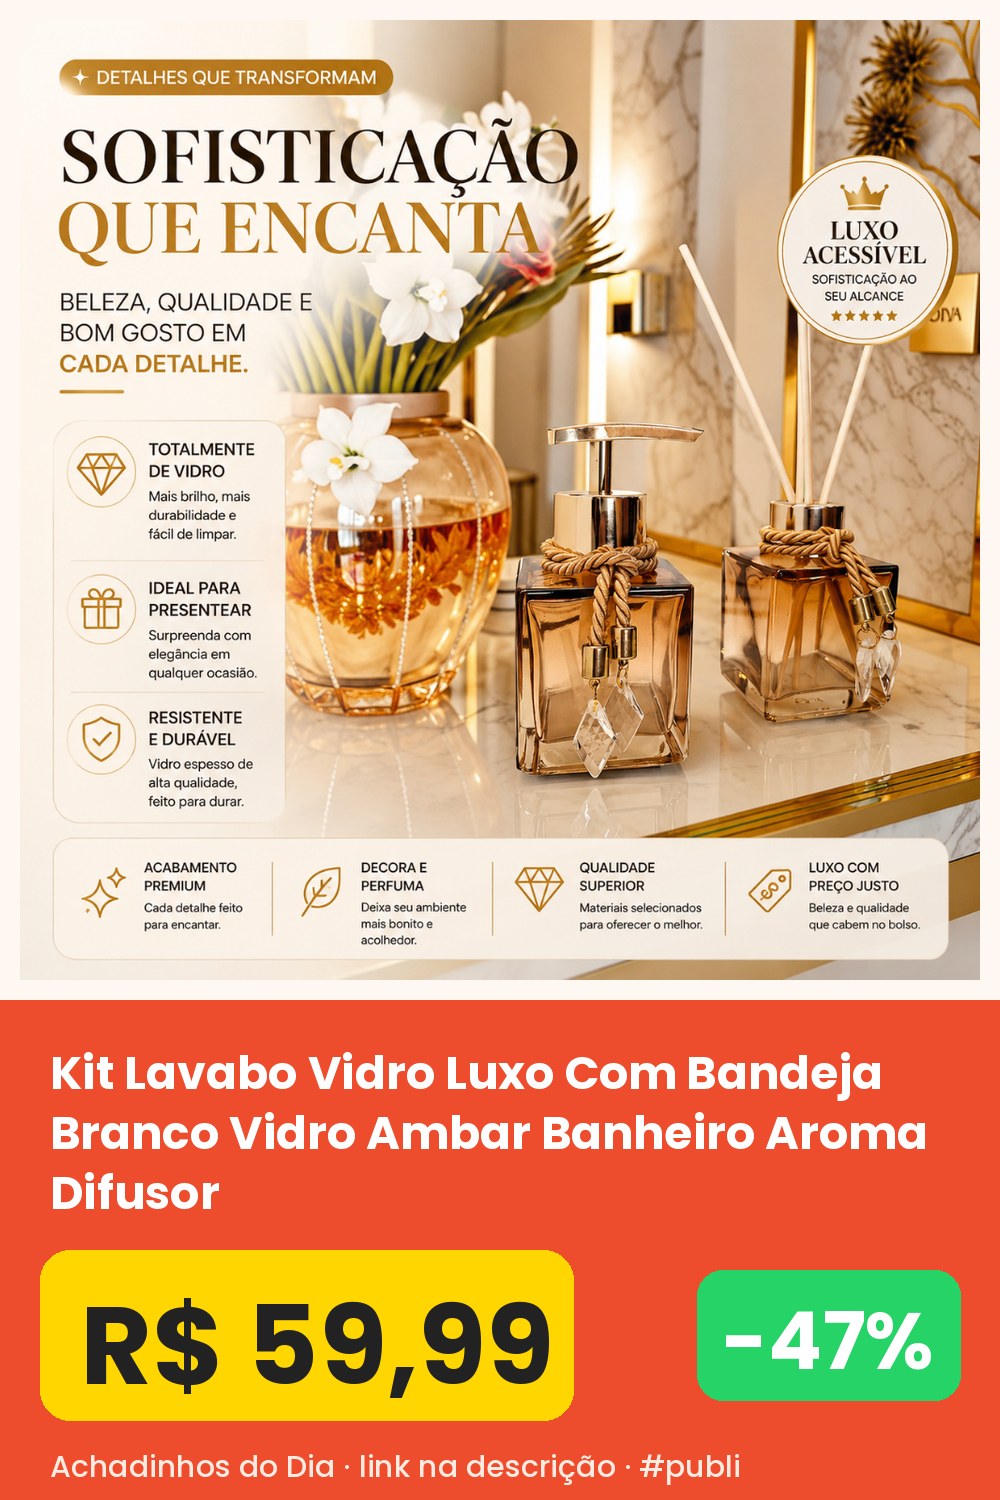 DETALHES QUE TRANSFORMAM
SOFISTICAÇÃO
QUE ENCANTA
BELEZA, QUALIDADE E
BOM GOSTO EM
CADA DETALHE.
LUXO
ACESSÍVEL
SOFISTICAÇÃO AO
SEU ALCANCE
TOTALMENTE
DE VIDRO
Mais brilho, mais
durabilidade e
fácil de limpar.
IDEAL PARA
PRESENTEAR
Surpreenda com
elegância em
qualquer ocasião.
RESISTENTE
E DURÁVEL
Vidro espesso de
alta qualidade,
feito para durar.
ACABAMENTO
PREMIUM
Cada detalhe feito
para encantar.
DECORA E
PERFUMA
Deixa seu ambiente
mais bonito e
acolhedor.
QUALIDADE
SUPERIOR
Materiais selecionados
para oferecer o melhor.
LUXO COM
PREÇO JUSTO
Beleza e qualidade
que cabem no bolso.
Kit Lavabo Vidro Luxo Com Bandeja
Branco Vidro Ambar Banheiro Aroma
Difusor
R$ 59,99
-47%
Achadinhos do Dia · link na descrição · #publi